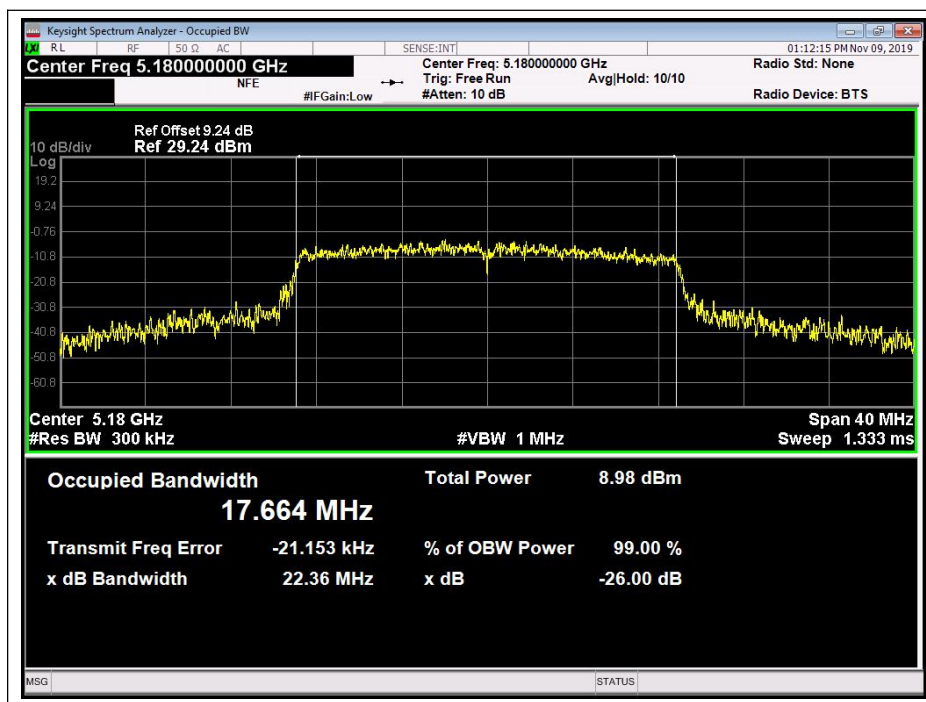 Keysight Spectrum Analyzer - Occupied BW
LXI RL RF 50 Ω AC SENSE:INT 01:12:15 PM Nov 09, 2019
Center Freq 5.180000000 GHz Center Freq: 5.180000000 GHz Radio Std: None
NFE Trig: Free Run Avg|Hold: 10/10
#IFGain:Low #Atten: 10 dB Radio Device: BTS
Ref Offset 9.24 dB
10 dB/div Ref 29.24 dBm
Log
19.2
9.24
-0.76
-10.8
-20.8
-30.8
-40.8
-50.8
-60.8
Center 5.18 GHz Span 40 MHz
#Res BW 300 kHz #VBW 1 MHz Sweep 1.333 ms
Occupied Bandwidth Total Power 8.98 dBm
17.664 MHz
Transmit Freq Error -21.153 kHz % of OBW Power 99.00 %
x dB Bandwidth 22.36 MHz x dB -26.00 dB
MSG STATUS